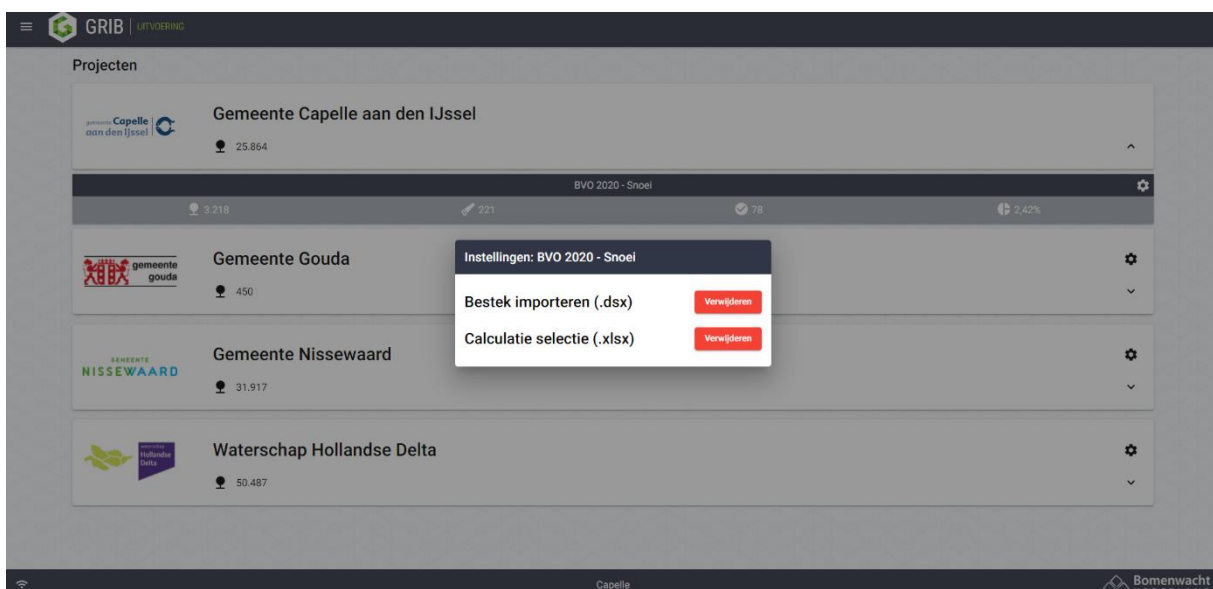 GRIB | UITVOERING
Projecten
gemeente Capelle
aan den IJssel
Gemeente Capelle aan den IJssel
25.864
BVO 2020 - Snoei
3.218
221
78
2,42%
gemeente
gouda
Gemeente Gouda
450
Instellingen: BVO 2020 - Snoei
Bestek importeren (.dsx) Verwijderen
Calculatie selectie (.xlsx) Verwijderen
GEMEENTE
NISSEWAARD
Gemeente Nissewaard
31.917
waterschap
Hollandse
Delta
Waterschap Hollandse Delta
50.487
Capelle
Bomenwacht